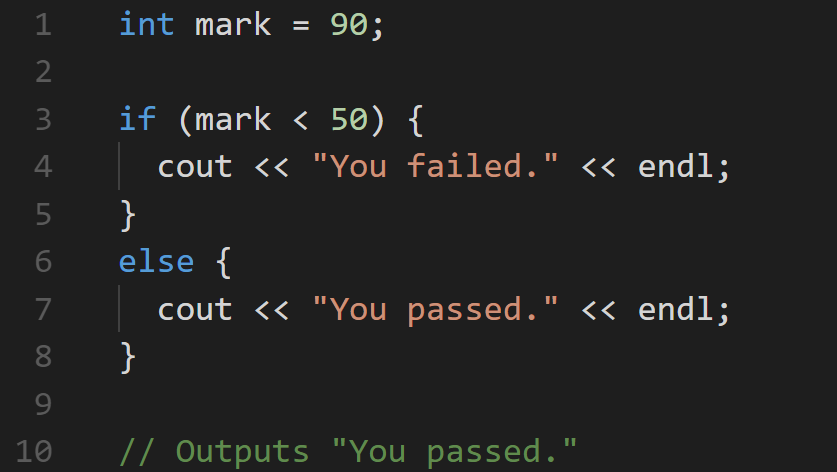 1 int mark = 90;
2
3 if (mark < 50) {
4 cout << "You failed." << endl;
5 }
6 else {
7 cout << "You passed." << endl;
8 }
9
10 // Outputs "You passed."